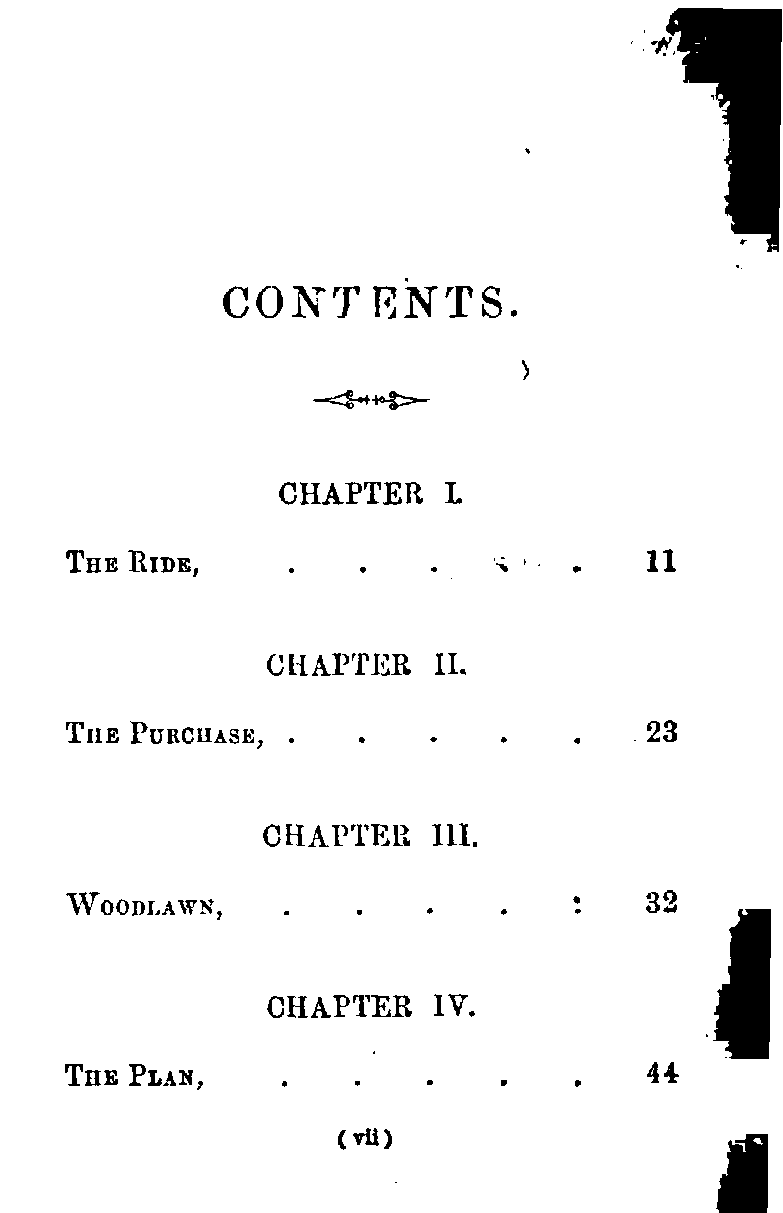 CONTENTS.
CHAPTER I.
THE RIDE, . . . . . 11
CHAPTER II.
THE PURCHASE, . . . . . 23
CHAPTER III.
WOODLAWN, . . . . . 32
CHAPTER IV.
THE PLAN, . . . . . 44
(vii)